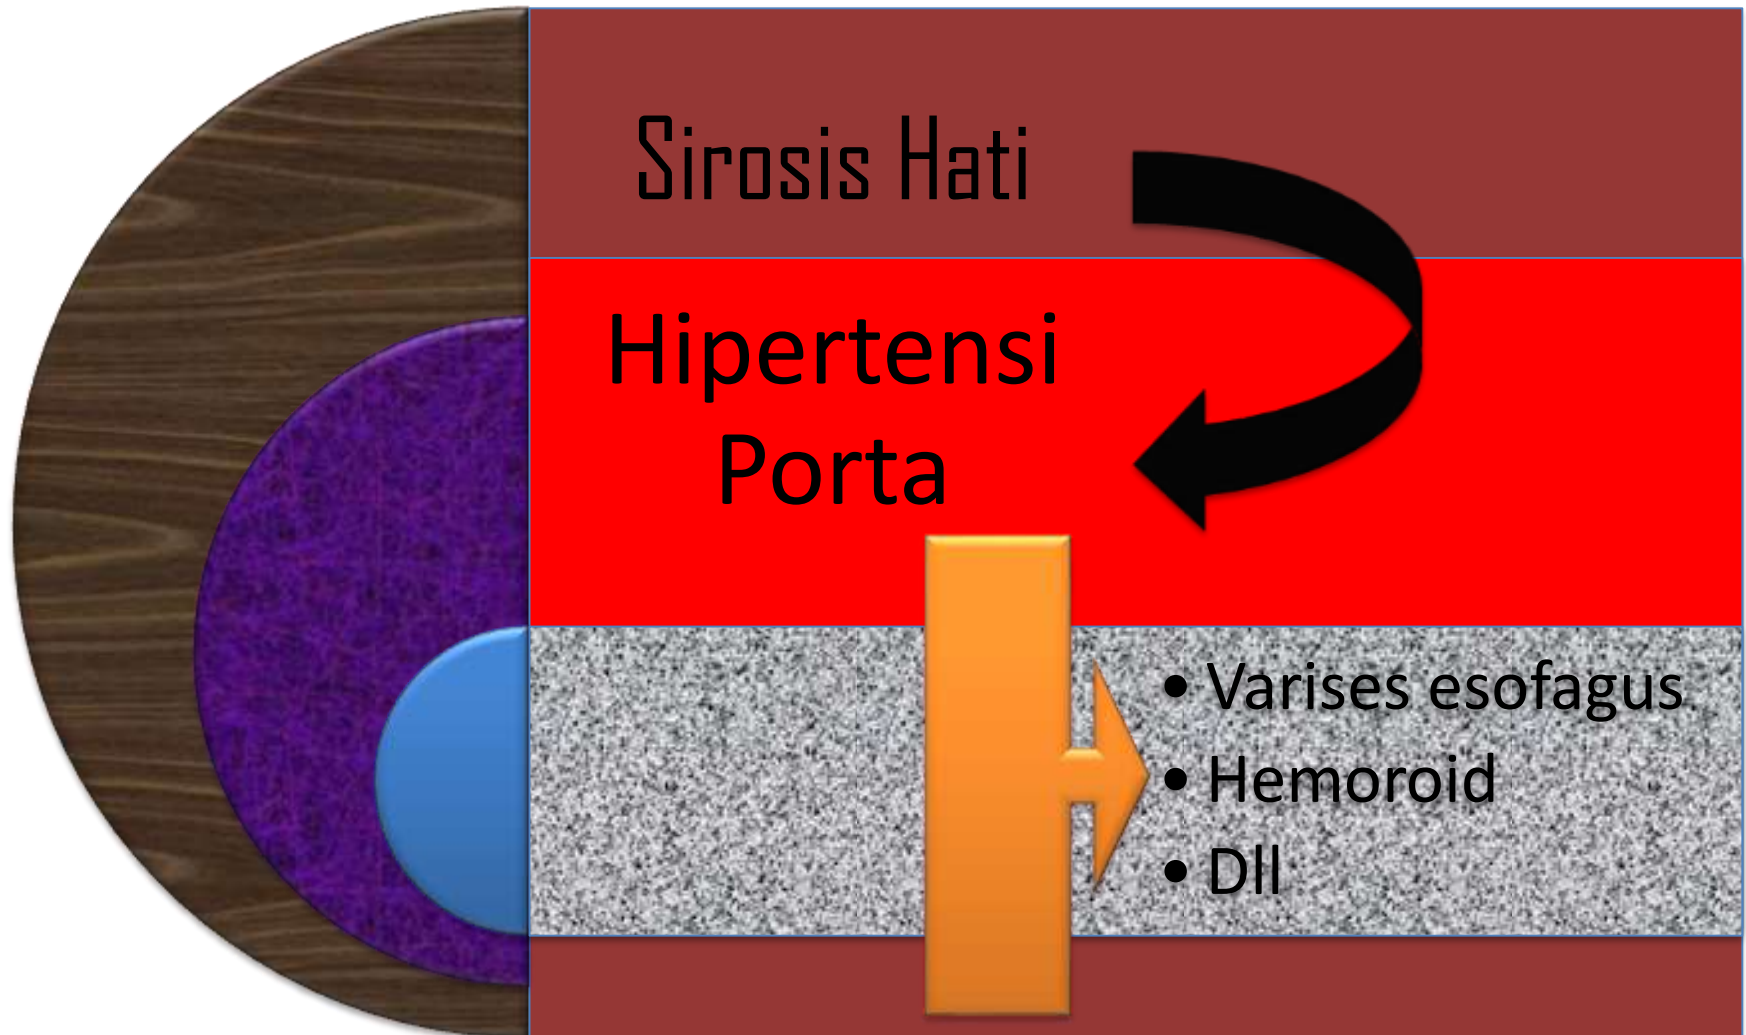 Sirosis Hati
Hipertensi
Porta
• Varises esofagus
• Hemoroid
• Dll